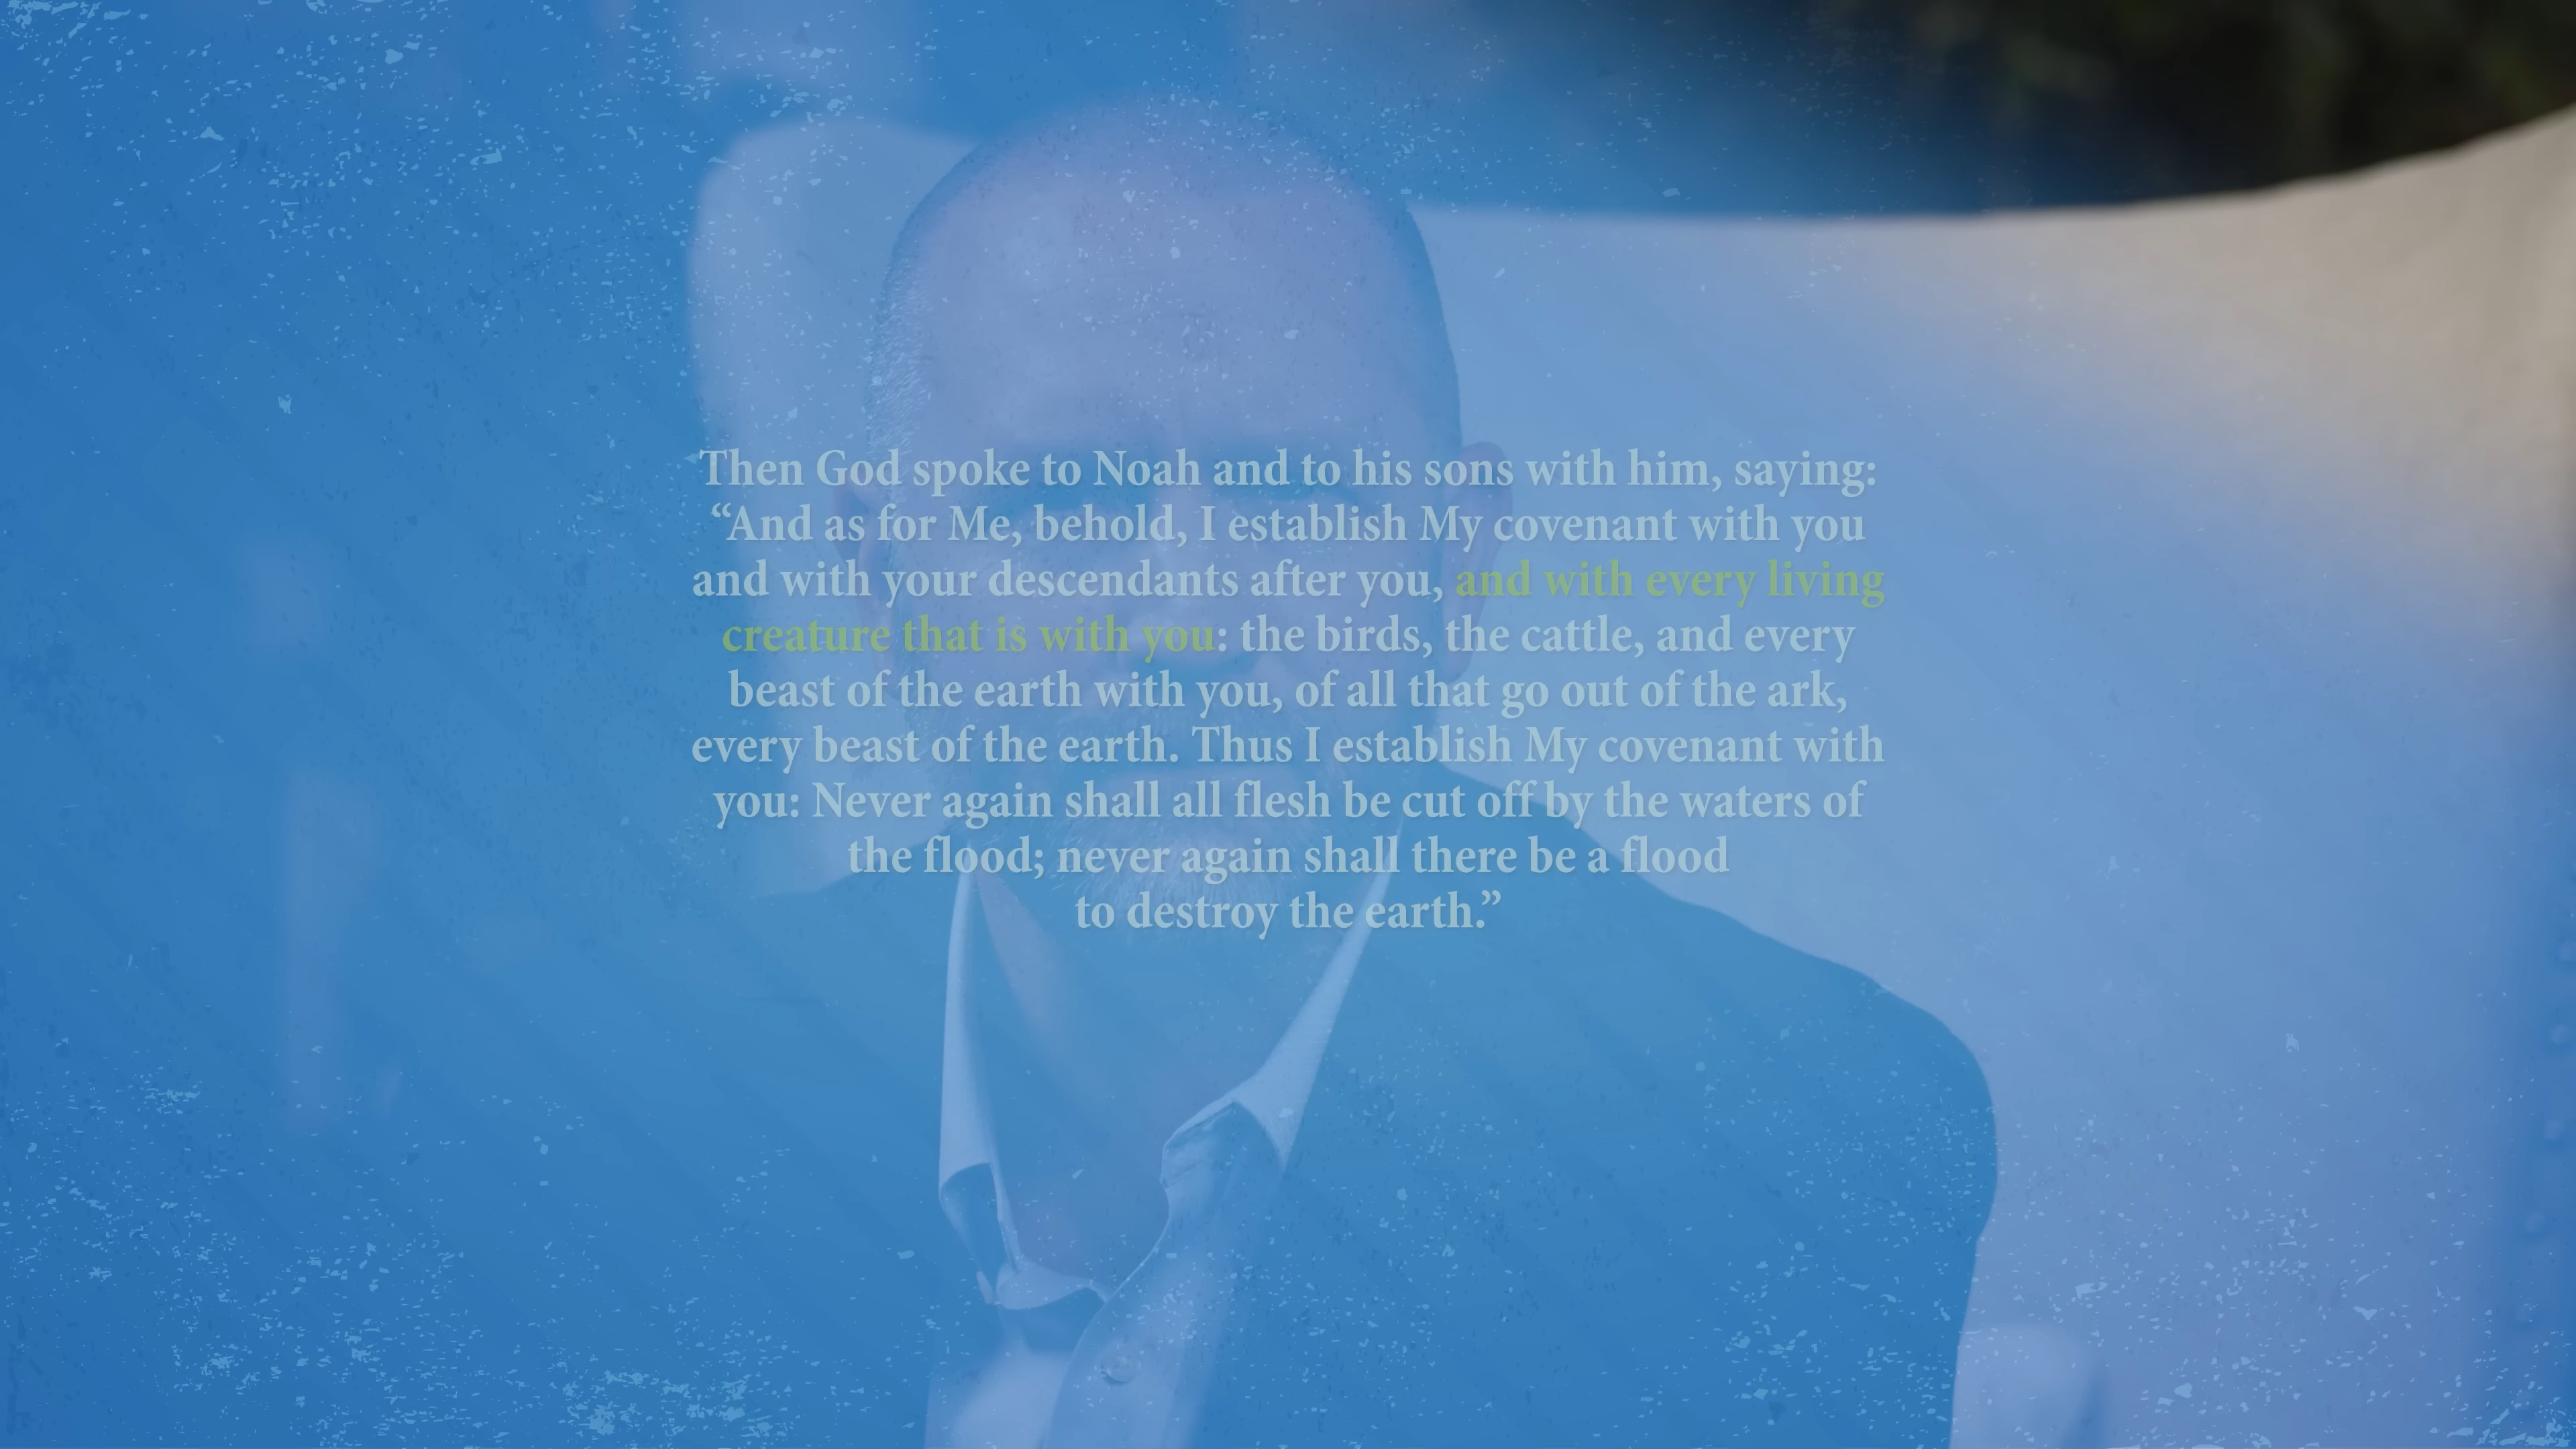 Then God spoke to Noah and to his sons with him, saying:
“And as for Me, behold, I establish My covenant with you
and with your descendants after you, and with every living
creature that is with you: the birds, the cattle, and every
beast of the earth with you, of all that go out of the ark,
every beast of the earth. Thus I establish My covenant with
you: Never again shall all flesh be cut off by the waters of
the flood; never again shall there be a flood
to destroy the earth.”